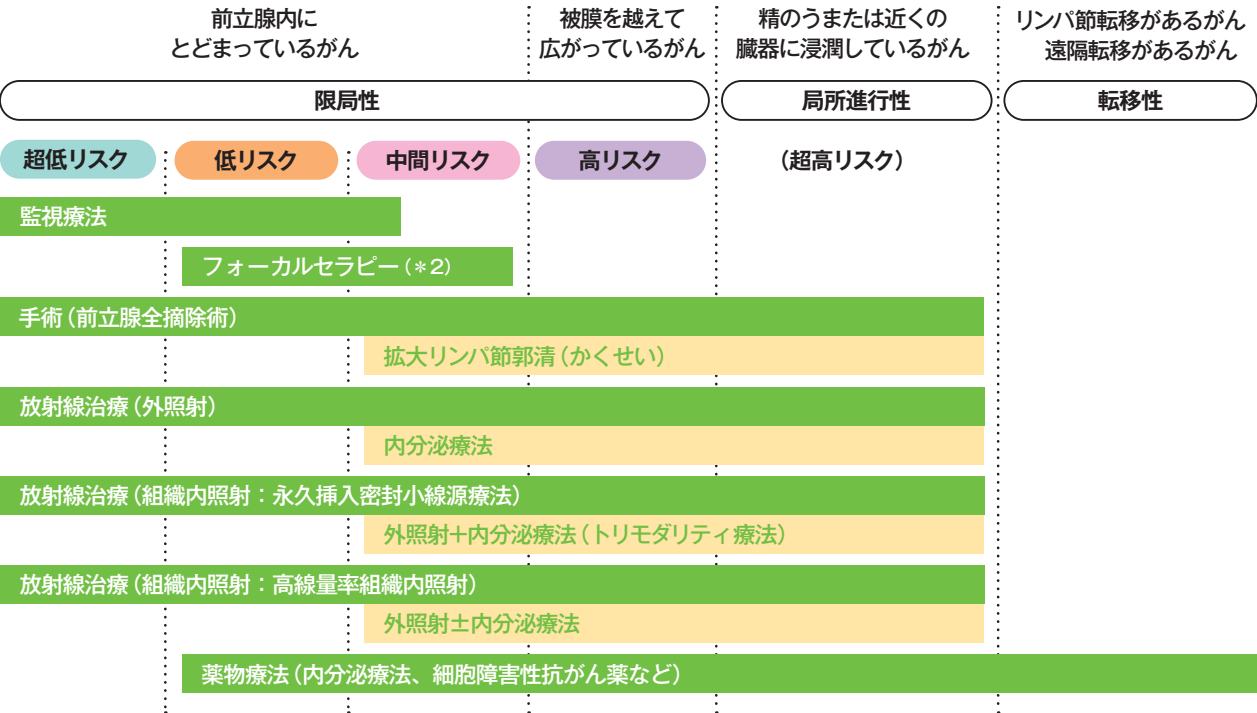 前立腺内に
とどまっているがん
被膜を越えて
広がっているがん
精のうまたは近くの
臓器に浸潤しているがん
リンパ節転移があるがん
遠隔転移があるがん
限局性
局所進行性
転移性
超低リスク
低リスク
中間リスク
高リスク
（超高リスク）
監視療法
フォーカルセラピー（＊2）
手術（前立腺全摘除術）
拡大リンパ節郭清（かくせい）
放射線治療（外照射）
内分泌療法
放射線治療（組織内照射：永久挿入密封小線源療法）
外照射＋内分泌療法（トリモダリティ療法）
放射線治療（組織内照射：高線量率組織内照射）
外照射±内分泌療法
薬物療法（内分泌療法、細胞障害性抗がん薬など）